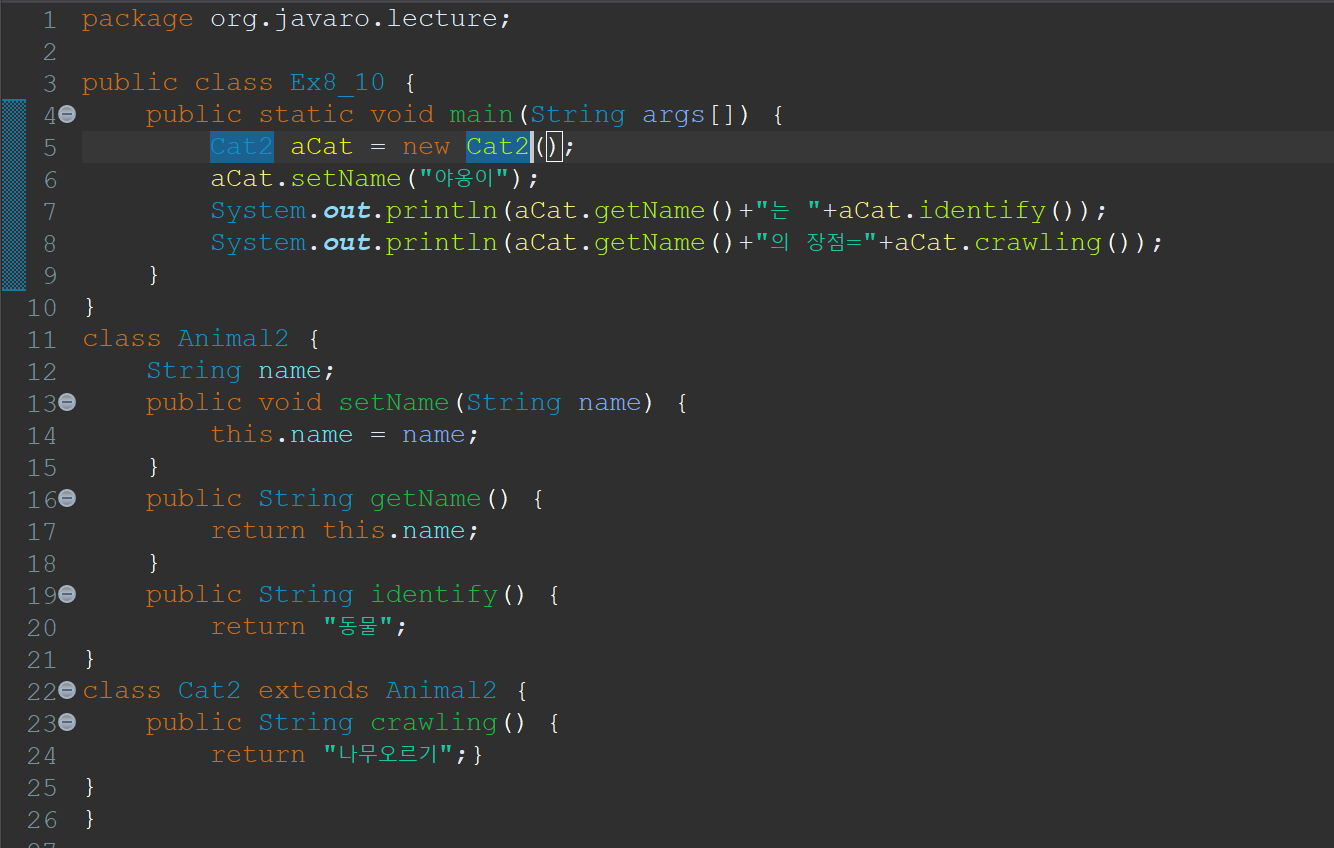 1 package org.javaro.lecture;
2
3 public class Ex8_10 {
4     public static void main(String args[]) {
5         Cat2 aCat = new Cat2();
6         aCat.setName("야옹이");
7         System.out.println(aCat.getName()+"는 "+aCat.identify());
8         System.out.println(aCat.getName()+"의 장점="+aCat.crawling());
9     }
10 }
11 class Animal2 {
12     String name;
13     public void setName(String name) {
14         this.name = name;
15     }
16     public String getName() {
17         return this.name;
18     }
19     public String identify() {
20         return "동물";
21 }
22 class Cat2 extends Animal2 {
23     public String crawling() {
24         return "나무오르기";}
25 }
26 }